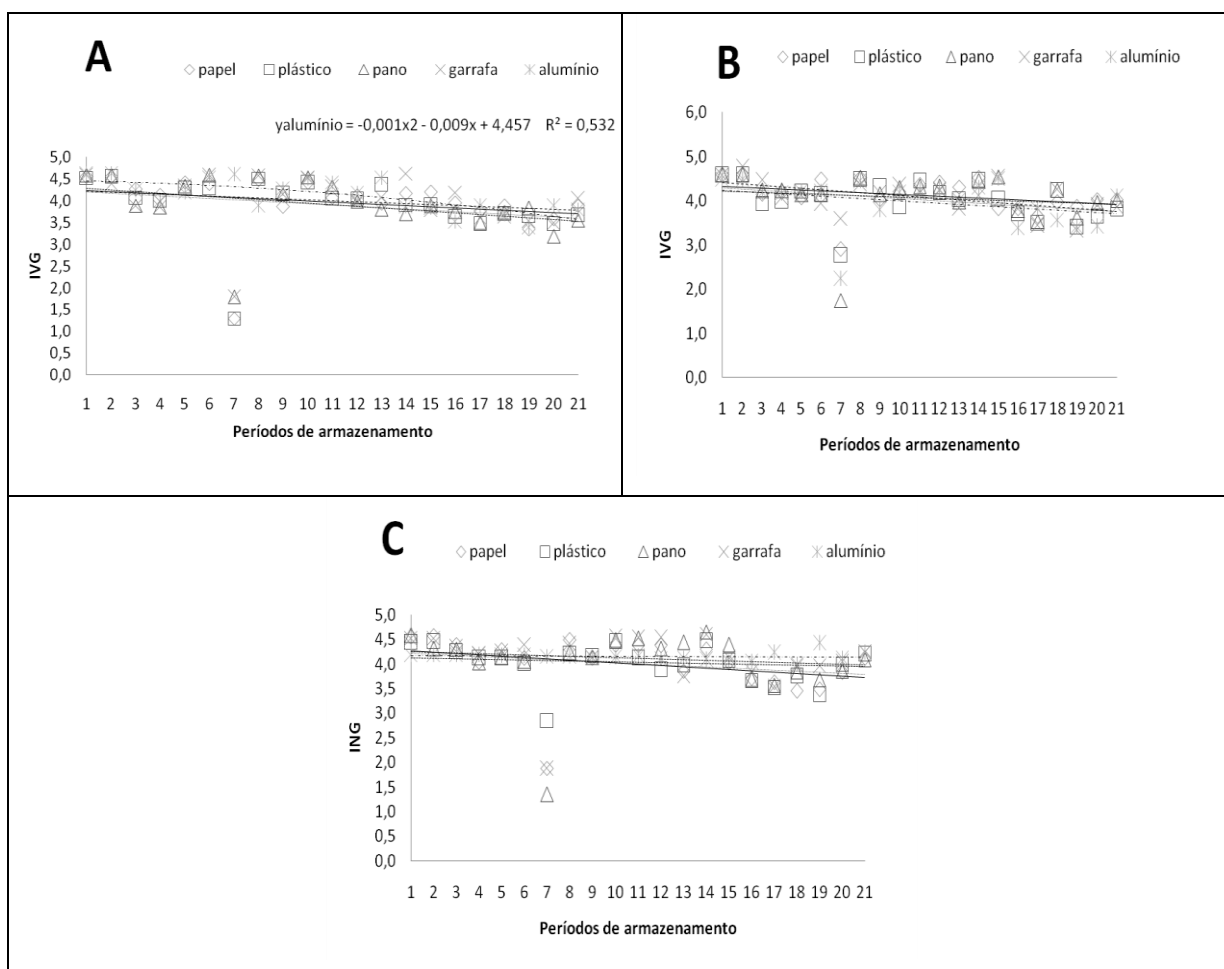 A
papel plástico pano garrafa alumínio
yalumínio = -0,001x2 - 0,009x + 4,457 R² = 0,532
5,0
4,5
4,0
3,5
3,0
2,5
2,0
1,5
1,0
0,5
0,0
IVG
1 2 3 4 5 6 7 8 9 10 11 12 13 14 15 16 17 18 19 20 21
Períodos de armazenamento
B
papel plástico pano garrafa alumínio
6,0
5,0
4,0
3,0
2,0
1,0
0,0
IVG
1 2 3 4 5 6 7 8 9 10 11 12 13 14 15 16 17 18 19 20 21
Períodos de armazenamento
C
papel plástico pano garrafa alumínio
5,0
4,5
4,0
3,5
3,0
2,5
2,0
1,5
1,0
0,5
0,0
ING
1 2 3 4 5 6 7 8 9 10 11 12 13 14 15 16 17 18 19 20 21
Períodos de armazenamento